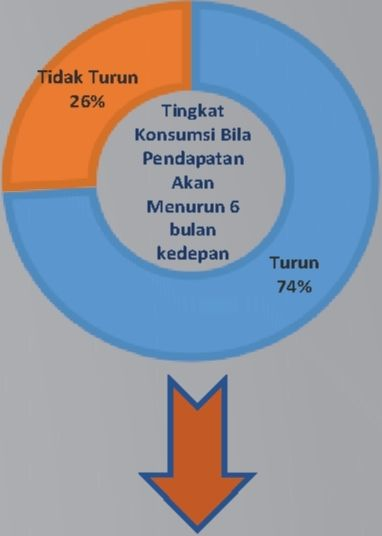 Tidak Turun
26%
Tingkat
Konsumsi Bila
Pendapatan
Akan
Menurun 6
bulan
kedepan
Turun
74%